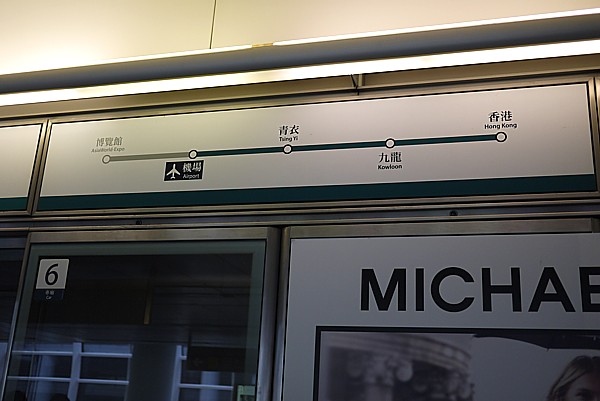 博覽館
AsiaWorld-Expo
機場
Airport
青衣
Tsing Yi
九龍
Kowloon
香港
Hong Kong
6
MICHAE